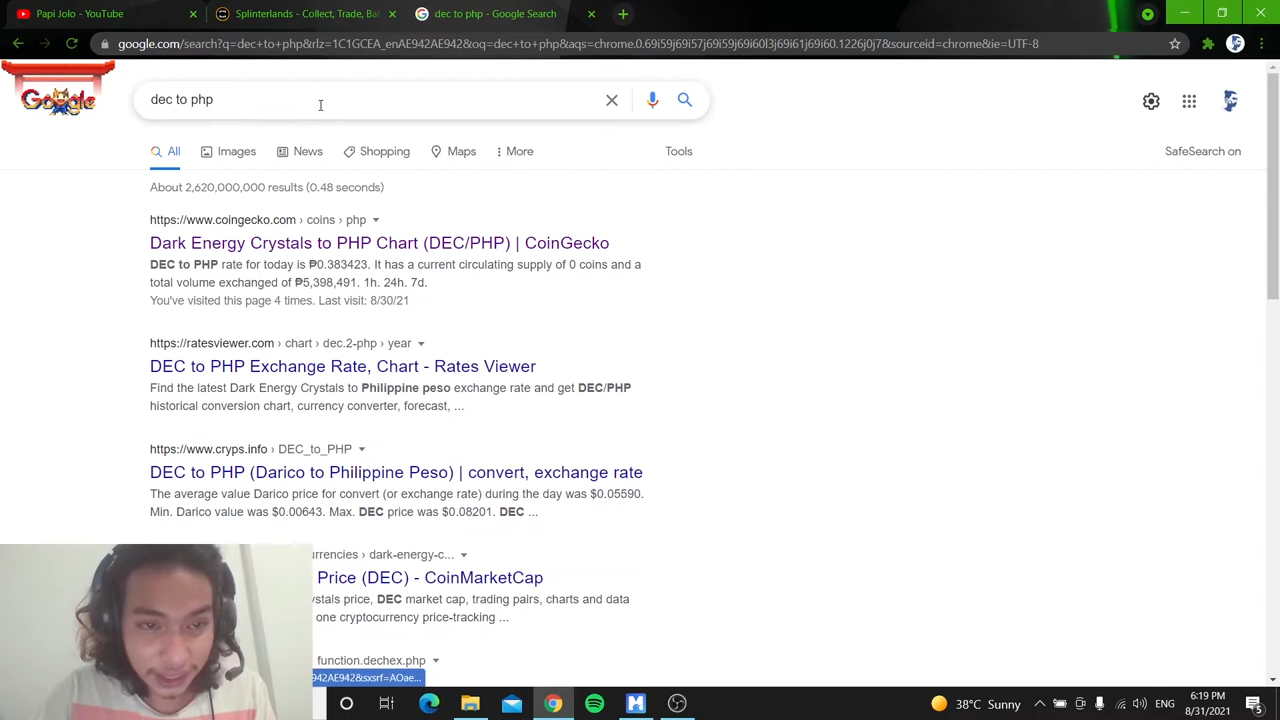 Papi Jolo - YouTube
Splinterlands - Collect, Trade, Bat
dec to php - Google Search
google.com/search?q=dec+to+php&rlz=1C1GCEA_enAE942AE942&oq=dec+to+php&aqs=chrome.0.69i59j69i57j69i59j69i60l3j69i61j69i60.1226j0j7&sourceid=chrome&ie=UTF-8
Google
dec to php
All
Images
News
Shopping
Maps
More
Tools
SafeSearch on
About 2,620,000,000 results (0.48 seconds)
https://www.coingecko.com › coins › php
Dark Energy Crystals to PHP Chart (DEC/PHP) | CoinGecko
DEC to PHP rate for today is ₱0.383423. It has a current circulating supply of 0 coins and a
total volume exchanged of ₱5,398,491. 1h. 24h. 7d.
You've visited this page 4 times. Last visit: 8/30/21
https://ratesviewer.com › chart › dec.2-php › year
DEC to PHP Exchange Rate, Chart - Rates Viewer
Find the latest Dark Energy Crystals to Philippine peso exchange rate and get DEC/PHP
historical conversion chart, currency converter, forecast, ...
https://www.cryps.info › DEC_to_PHP
DEC to PHP (Darico to Philippine Peso) | convert, exchange rate
The average value Darico price for convert (or exchange rate) during the day was $0.05590.
Min. Darico value was $0.00643. Max. DEC price was $0.08201. DEC ...
urrencies › dark-energy-c...
Price (DEC) - CoinMarketCap
ystals price, DEC market cap, trading pairs, charts and data
one cryptocurrency price-tracking ...
function.dechex.php
942AE942&sxsrf=AOae...
38°C Sunny
ENG
6:19 PM
8/31/2021
5